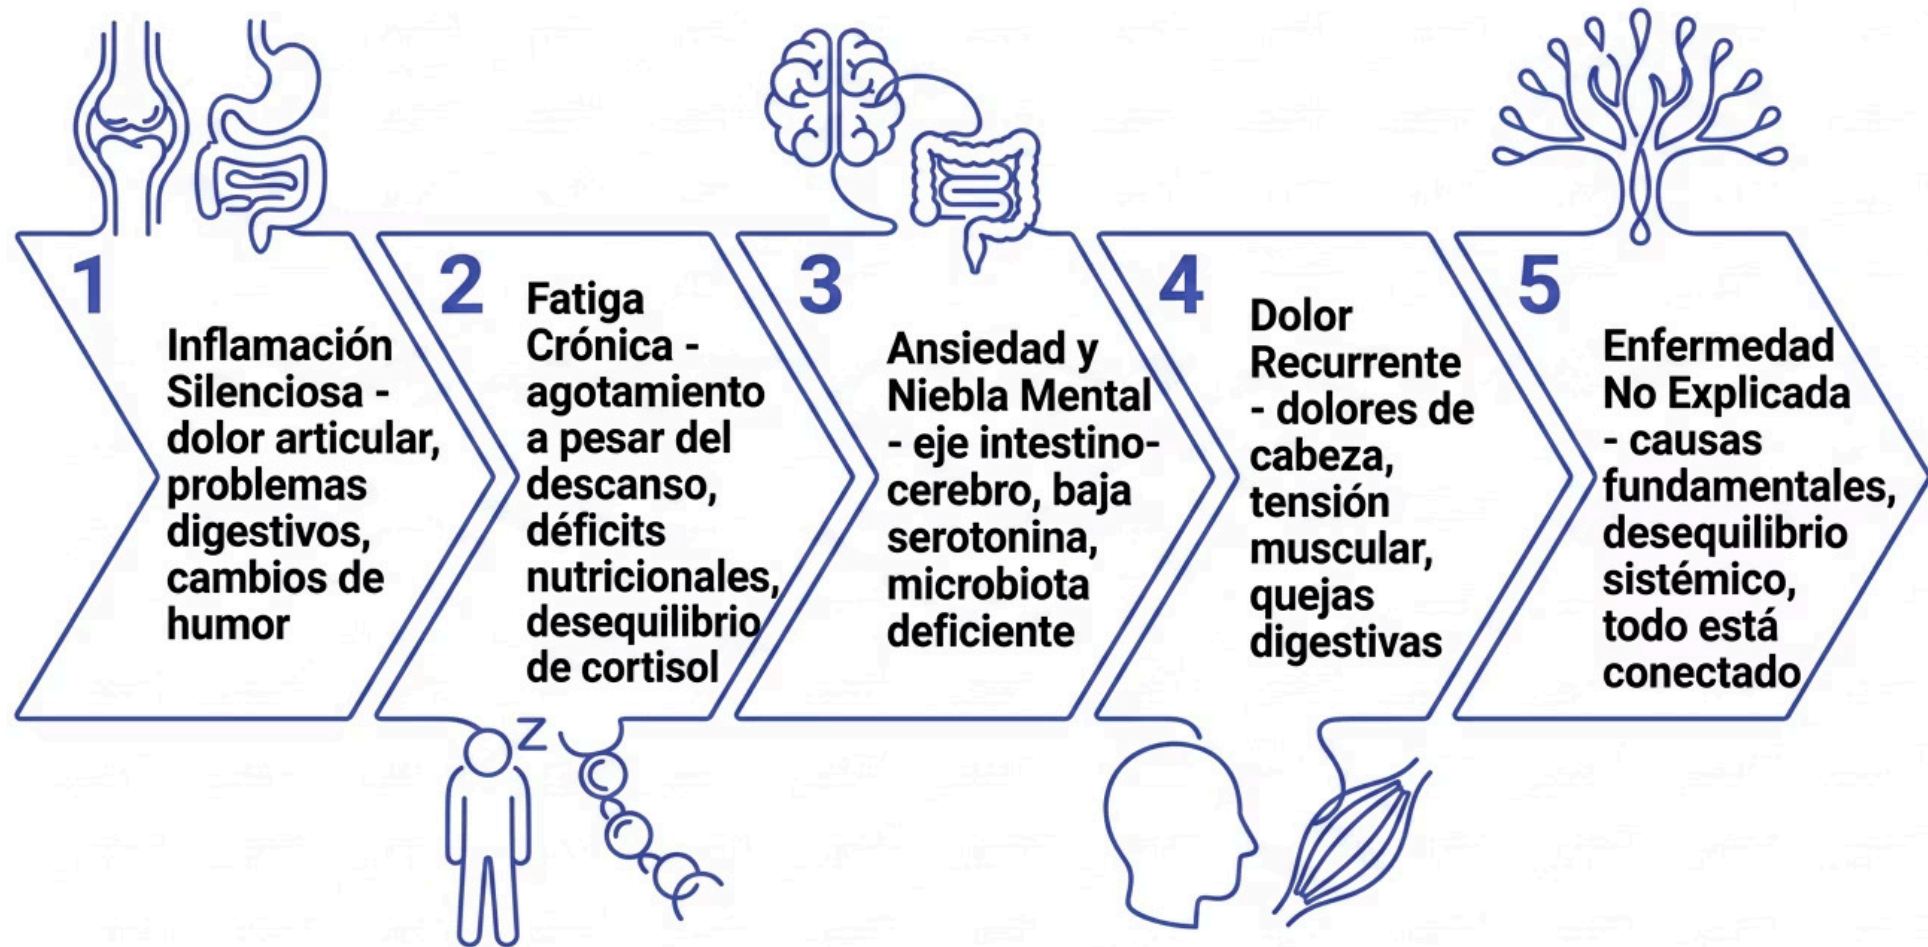 1
Inflamación
Silenciosa -
dolor articular,
problemas
digestivos,
cambios de
humor
2
Fatiga
Crónica -
agotamiento
a pesar del
descanso,
déficits
nutricionales,
desequilibrio
de cortisol
Z
3
Ansiedad y
Niebla Mental
- eje intestino-
cerebro, baja
serotonina,
microbiota
deficiente
4
Dolor
Recurrente
- dolores de
cabeza,
tensión
muscular,
quejas
digestivas
5
Enfermedad
No Explicada
- causas
fundamentales,
desequilibrio
sistémico,
todo está
conectado